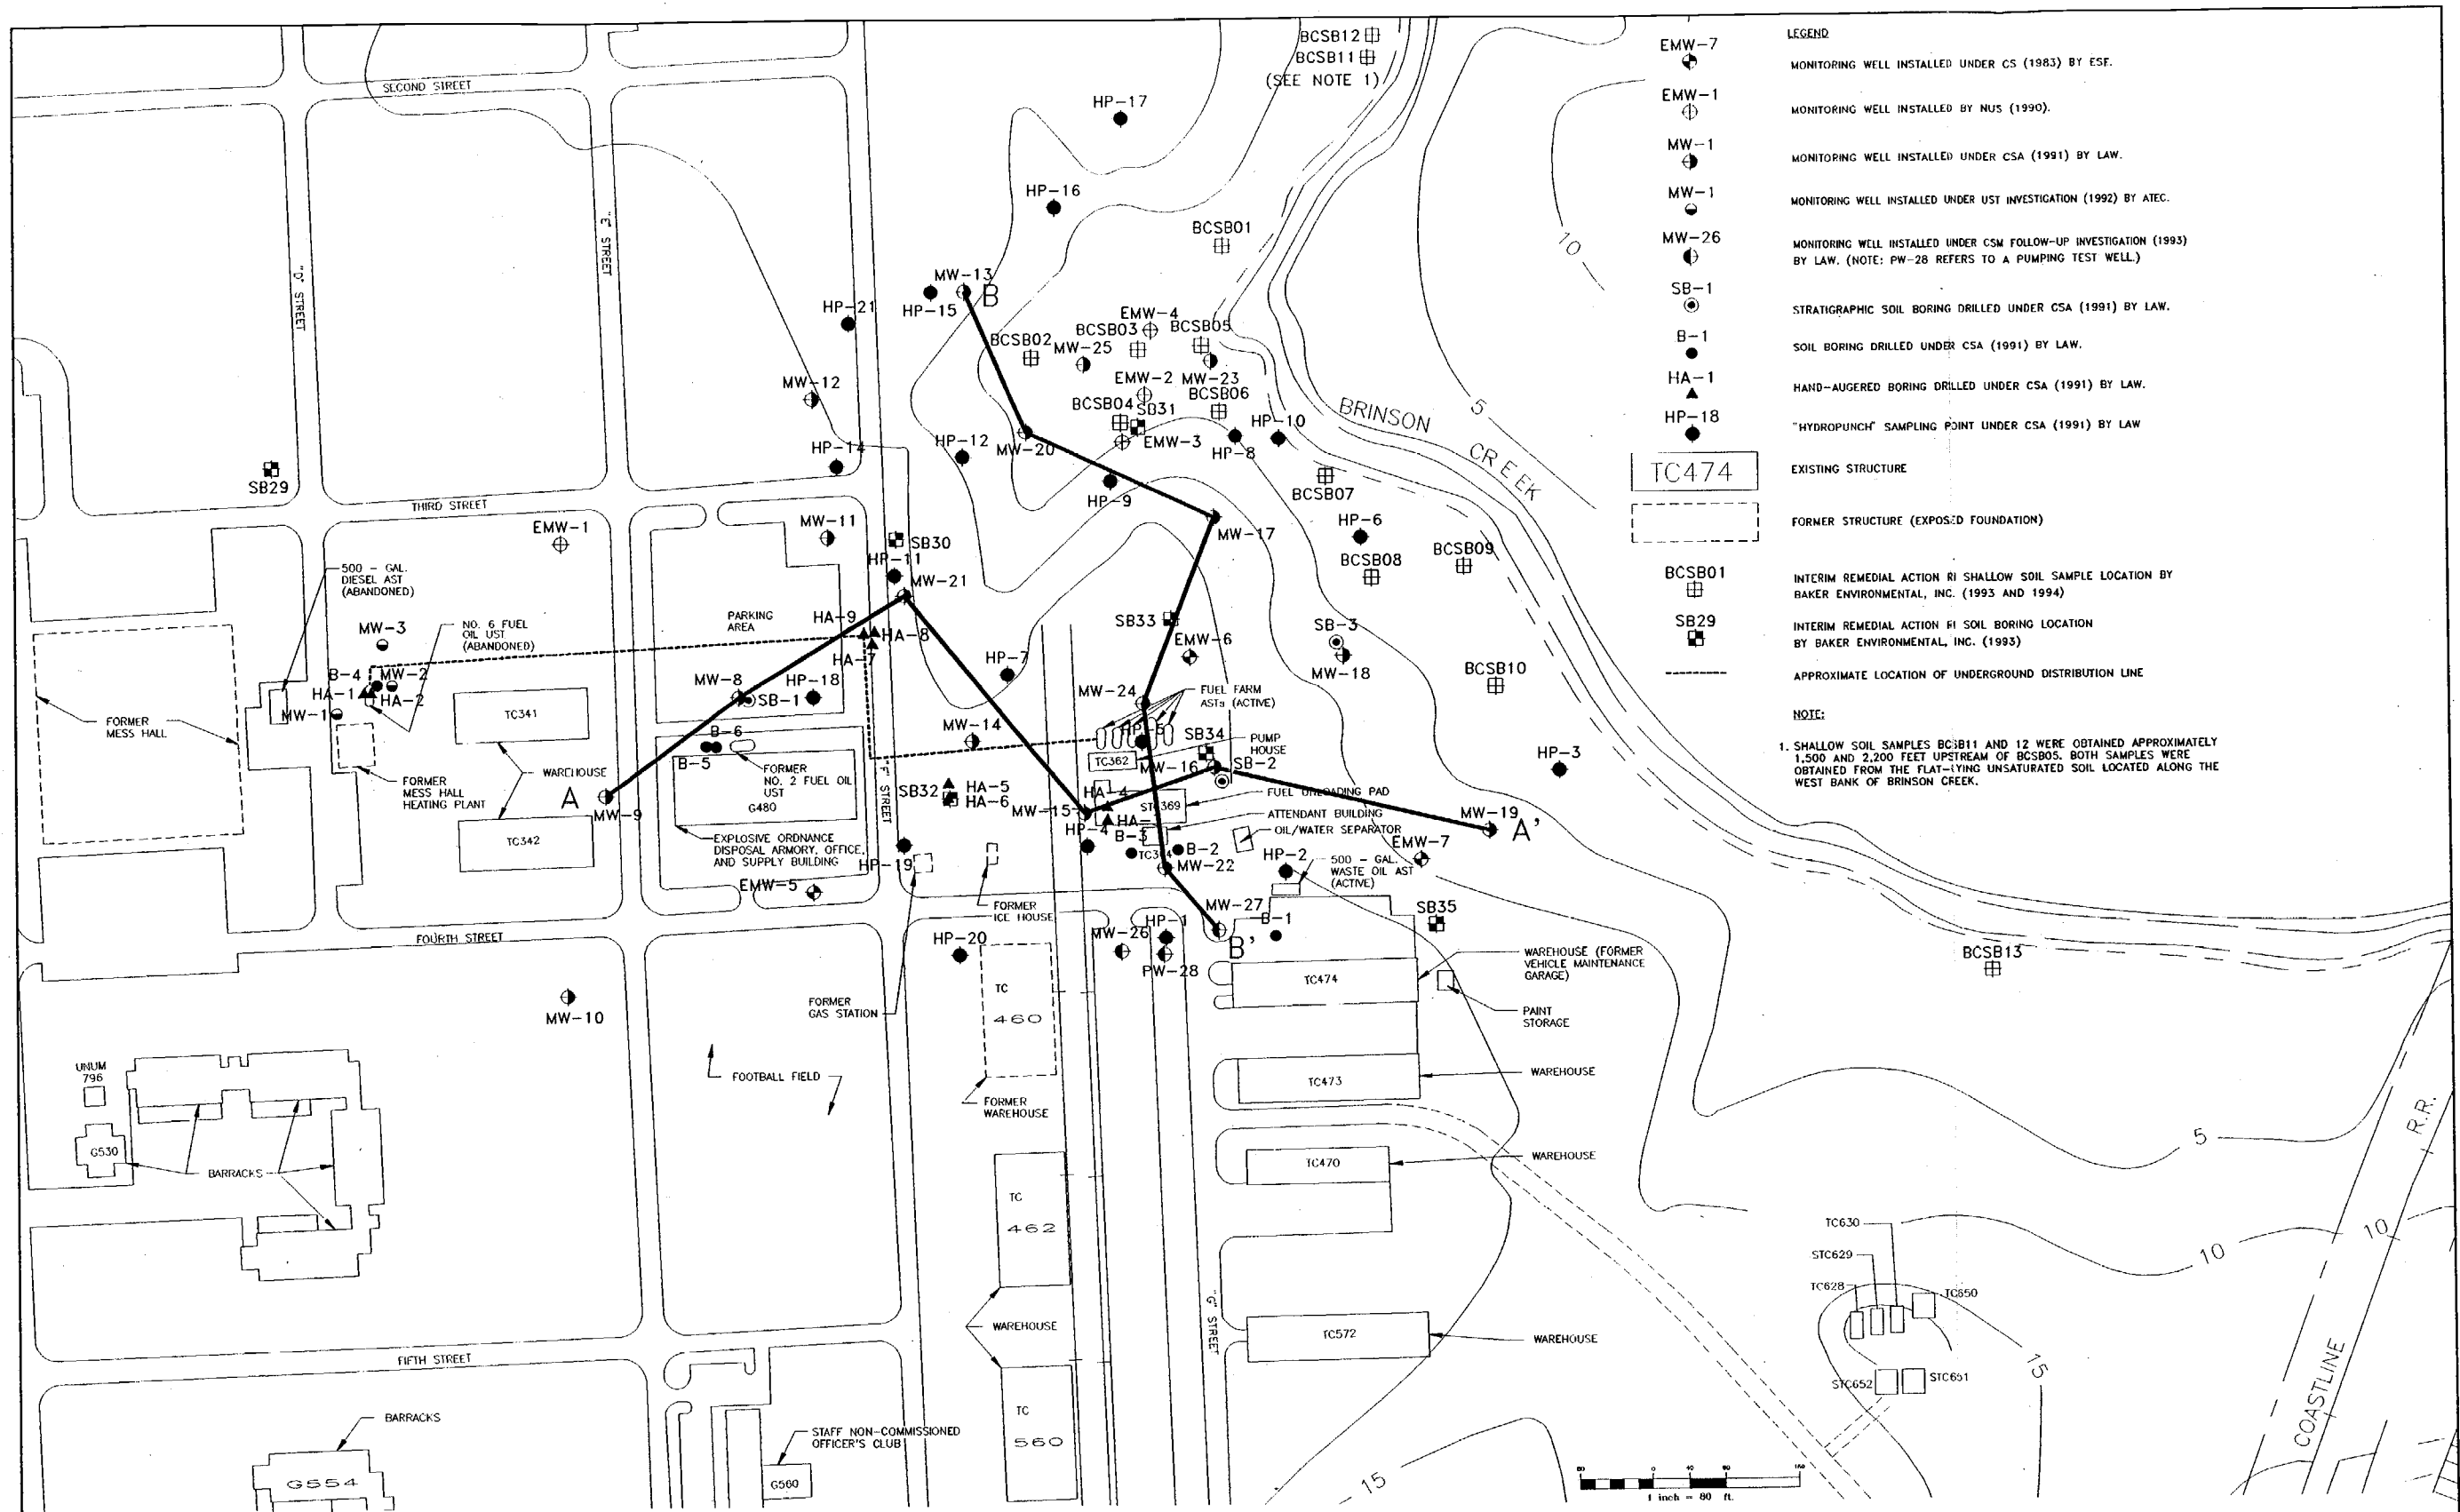 BCSB12
BCSB11
(SEE NOTE 1)
SECOND STREET
HP-17
HP-16
BCSB01
"E" STREET
"D" STREET
MW-13
B
HP-21
HP-15
EMW-4
BCSB03
BCSB05
BCSB02
MW-25
MW-12
EMW-2
MW-23
BCSB06
BCSB04
SB31
HP-10
BRINSON
CREEK
5
10
HP-14
HP-12
MW-20
EMW-3
HP-8
SB29
HP-9
BCSB07
THIRD STREET
EMW-1
MW-11
SB30
MW-17
HP-6
HP-11
BCSB08
BCSB09
500 - GAL.
DIESEL AST
(ABANDONED)
MW-21
NO. 6 FUEL
OIL UST
(ABANDONED)
PARKING
AREA
HA-9
HA-8
HA-7
MW-3
SB33
EMW-6
SB-3
MW-18
BCSB10
B-4
MW-2
HA-1
HA-2
MW-1
MW-8
SB-1
HP-18
HP-7
MW-24
FUEL FARM
ASTs (ACTIVE)
FORMER
MESS HALL
TC341
MW-14
HP-5
SB34
PUMP
HOUSE
B-6
B-5
TC362
MW-16
SB-2
HP-3
FORMER
MESS HALL
HEATING PLANT
WAREHOUSE
A
MW-9
FORMER
NO. 2 FUEL OIL
UST
G480
"F" STREET
SB32
HA-5
HA-6
MW-15
HA-4
STC369
FUEL UNLOADING PAD
ATTENDANT BUILDING
OIL/WATER SEPARATOR
MW-19
A'
TC342
EXPLOSIVE ORDNANCE
DISPOSAL ARMORY, OFFICE,
AND SUPPLY BUILDING
HP-19
HP-4
B-3
B-2
MW-22
HP-2
EMW-7
500 - GAL.
WASTE OIL AST
(ACTIVE)
EMW-5
FORMER
ICE HOUSE
MW-27
HP-1
B-1
SB35
B'
FOURTH STREET
HP-20
MW-26
PW-28
BCSB13
WAREHOUSE (FORMER
VEHICLE MAINTENANCE
GARAGE)
TC474
TC
460
FORMER
GAS STATION
MW-10
PAINT
STORAGE
UNUM
796
FOOTBALL FIELD
FORMER
WAREHOUSE
TC473
WAREHOUSE
G530
BARRACKS
TC470
WAREHOUSE
5
R.R.
TC
462
TC630
STC629
TC628
TC650
10
10
WAREHOUSE
"G" STREET
TC572
WAREHOUSE
FIFTH STREET
15
STC652
STC651
COASTLINE
BARRACKS
STAFF NON-COMMISSIONED
OFFICER'S CLUB
TC
560
G554
G560
15
1 inch = 80 ft.
LEGEND
EMW-7
MONITORING WELL INSTALLED UNDER CS (1983) BY ESE.
EMW-1
MONITORING WELL INSTALLED BY NUS (1990).
MW-1
MONITORING WELL INSTALLED UNDER CSA (1991) BY LAW.
MW-1
MONITORING WELL INSTALLED UNDER UST INVESTIGATION (1992) BY ATEC.
MW-26
MONITORING WELL INSTALLED UNDER CSM FOLLOW-UP INVESTIGATION (1993)
BY LAW. (NOTE: PW-28 REFERS TO A PUMPING TEST WELL.)
SB-1
STRATIGRAPHIC SOIL BORING DRILLED UNDER CSA (1991) BY LAW.
B-1
SOIL BORING DRILLED UNDER CSA (1991) BY LAW.
HA-1
HAND-AUGERED BORING DRILLED UNDER CSA (1991) BY LAW.
HP-18
"HYDROPUNCH" SAMPLING POINT UNDER CSA (1991) BY LAW
TC474
EXISTING STRUCTURE
FORMER STRUCTURE (EXPOSED FOUNDATION)
BCSB01
INTERIM REMEDIAL ACTION RI SHALLOW SOIL SAMPLE LOCATION BY
BAKER ENVIRONMENTAL, INC. (1993 AND 1994)
SB29
INTERIM REMEDIAL ACTION RI SOIL BORING LOCATION
BY BAKER ENVIRONMENTAL, INC. (1993)
APPROXIMATE LOCATION OF UNDERGROUND DISTRIBUTION LINE
NOTE:
1. SHALLOW SOIL SAMPLES BCSB11 AND 12 WERE OBTAINED APPROXIMATELY
1,500 AND 2,200 FEET UPSTREAM OF BCSB05. BOTH SAMPLES WERE
OBTAINED FROM THE FLAT-LYING UNSATURATED SOIL LOCATED ALONG THE
WEST BANK OF BRINSON CREEK.